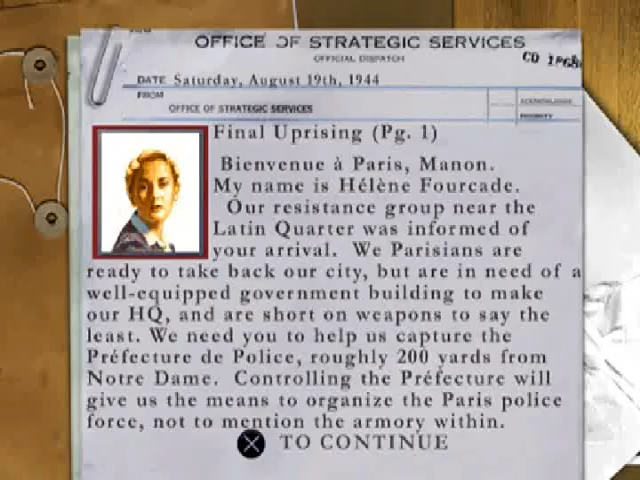 OFFICE OF STRATEGIC SERVICES
OFFICIAL DISPATCH
DATE Saturday, August 19th, 1944
FROM
OFFICE OF STRATEGIC SERVICES
PRIORITY
Final Uprising (Pg. 1)
Bienvenue à Paris, Manon.
My name is Hélène Fourcade.
Our resistance group near the
Latin Quarter was informed of
your arrival. We Parisians are
ready to take back our city, but are in need of a
well-equipped government building to make
our HQ, and are short on weapons to say the
least. We need you to help us capture the
Préfecture de Police, roughly 200 yards from
Notre Dame. Controlling the Préfecture will
give us the means to organize the Paris police
force, not to mention the armory within.
TO CONTINUE